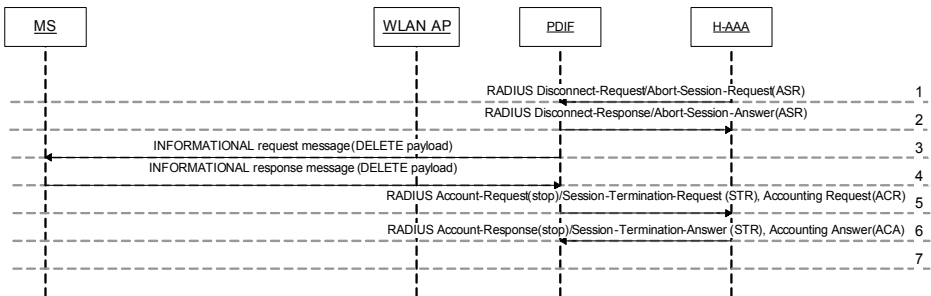 MS
WLAN AP
PDIF
H-AAA
RADIUS Disconnect-Request/Abort-Session-Request(ASR)
1
RADIUS Disconnect-Response/Abort-Session-Answer(ASR)
2
INFORMATIONAL request message(DELETE payload)
3
INFORMATIONAL response message (DELETE payload)
4
RADIUS Account-Request(stop)/Session-Termination-Request (STR), Accounting Request(ACR)
5
RADIUS Account-Response(stop)/Session-Termination-Answer (STR), Accounting Answer(ACA)
6
7